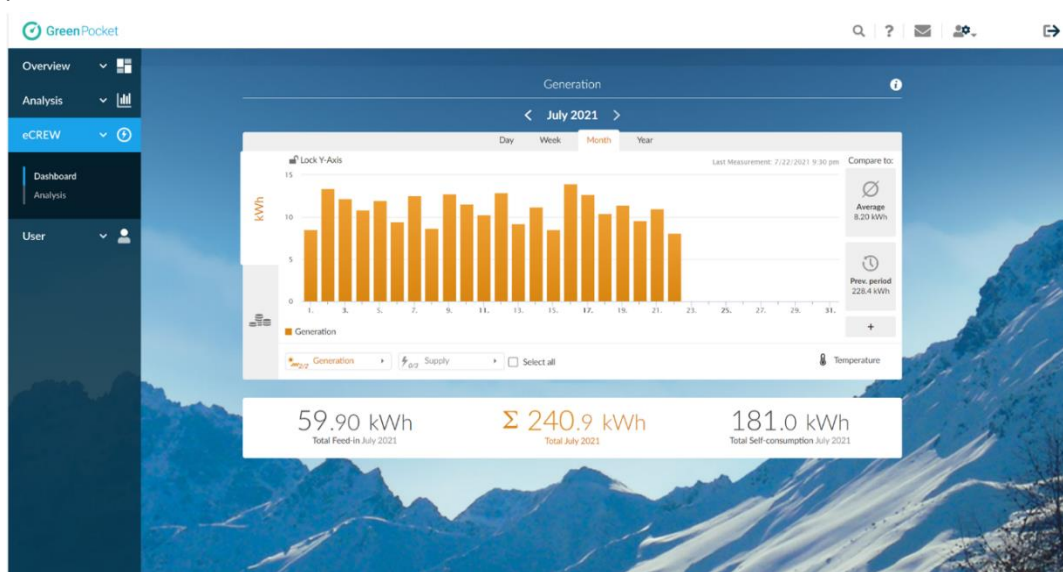 GreenPocket
?
Overview
Analysis
eCREW
Dashboard
Analysis
User
Generation
July 2021
Day Week Month Year
Lock Y-Axis
Last Measurement: 7/22/2021 9:30 pm
Compare to:
kWh
15
10
5
0
1. 3. 5. 7. 9. 11. 13. 15. 17. 19. 21. 23. 25. 27. 29. 31.
Average
8.20 kWh
Prev. period
228.4 kWh
+
Generation
2/2 Generation
0/2 Supply
Select all
Temperature
59.90 kWh
Total Feed-in July 2021
Σ 240.9 kWh
Total July 2021
181.0 kWh
Total Self-consumption July 2021